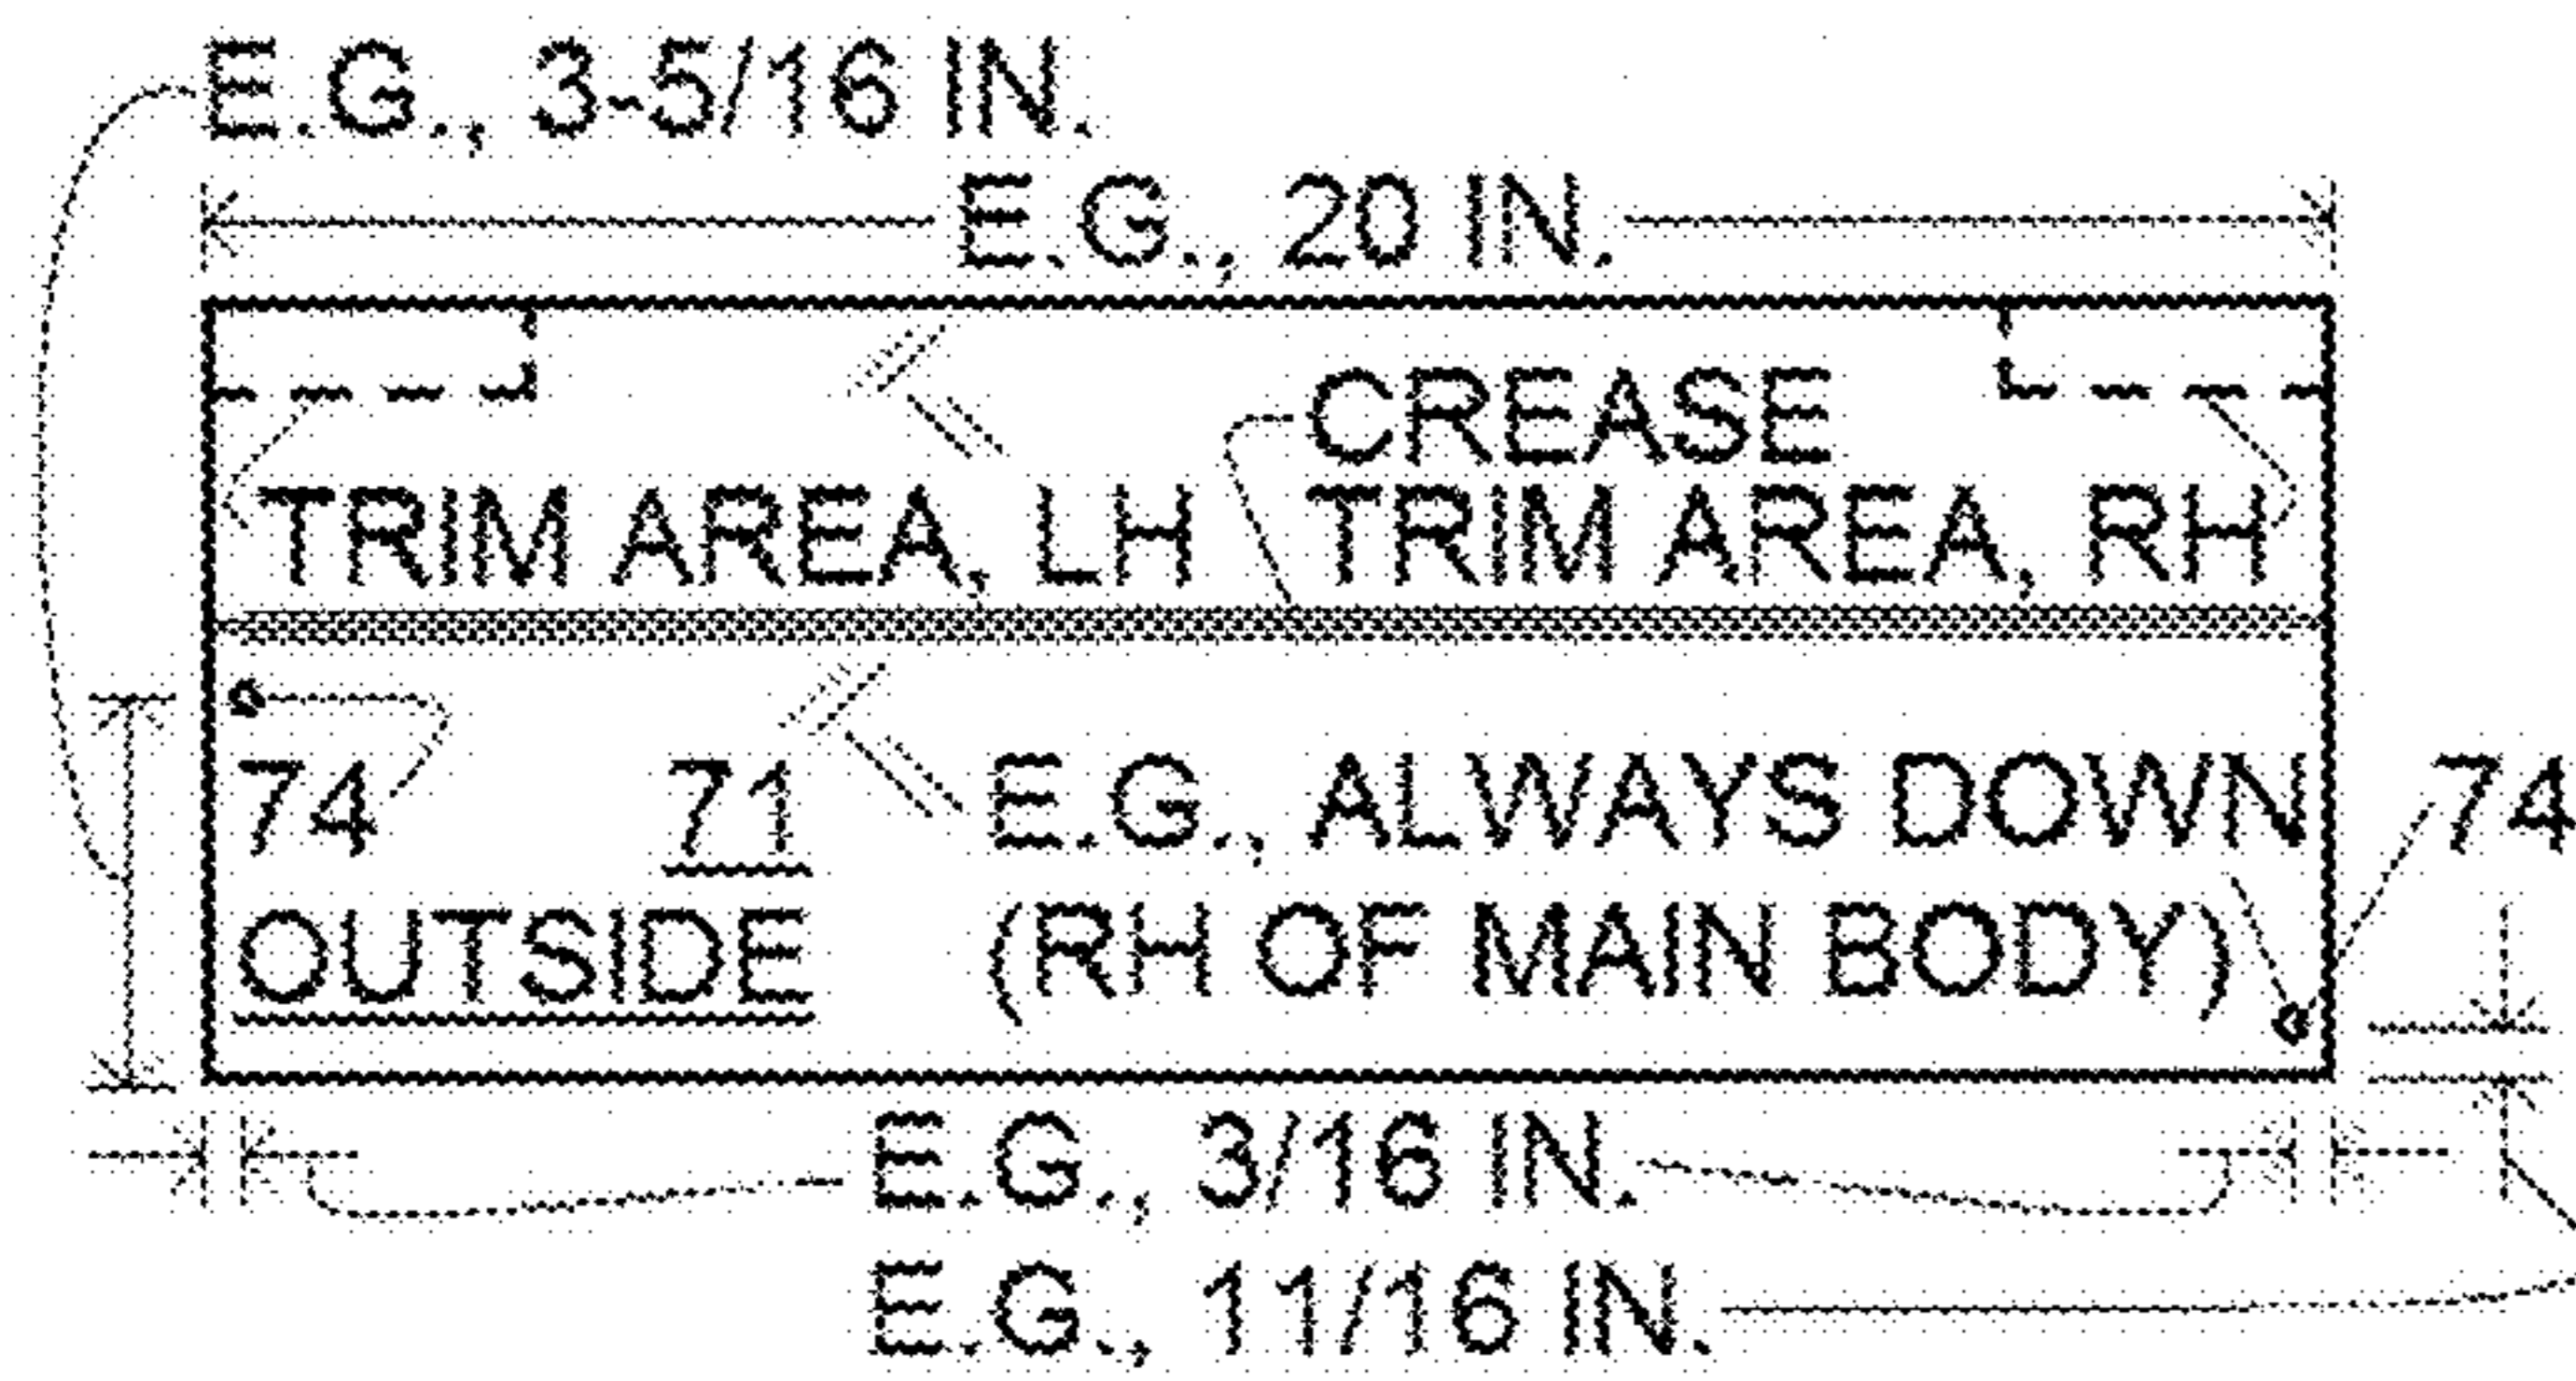 E.G., 3-5/16 IN.
E.G., 20 IN.
CREASE
TRIM AREA, LH TRIM AREA, RH
74 71 E.G., ALWAYS DOWN 74
OUTSIDE (RH OF MAIN BODY)
E.G., 3/16 IN.
E.G., 11/16 IN.